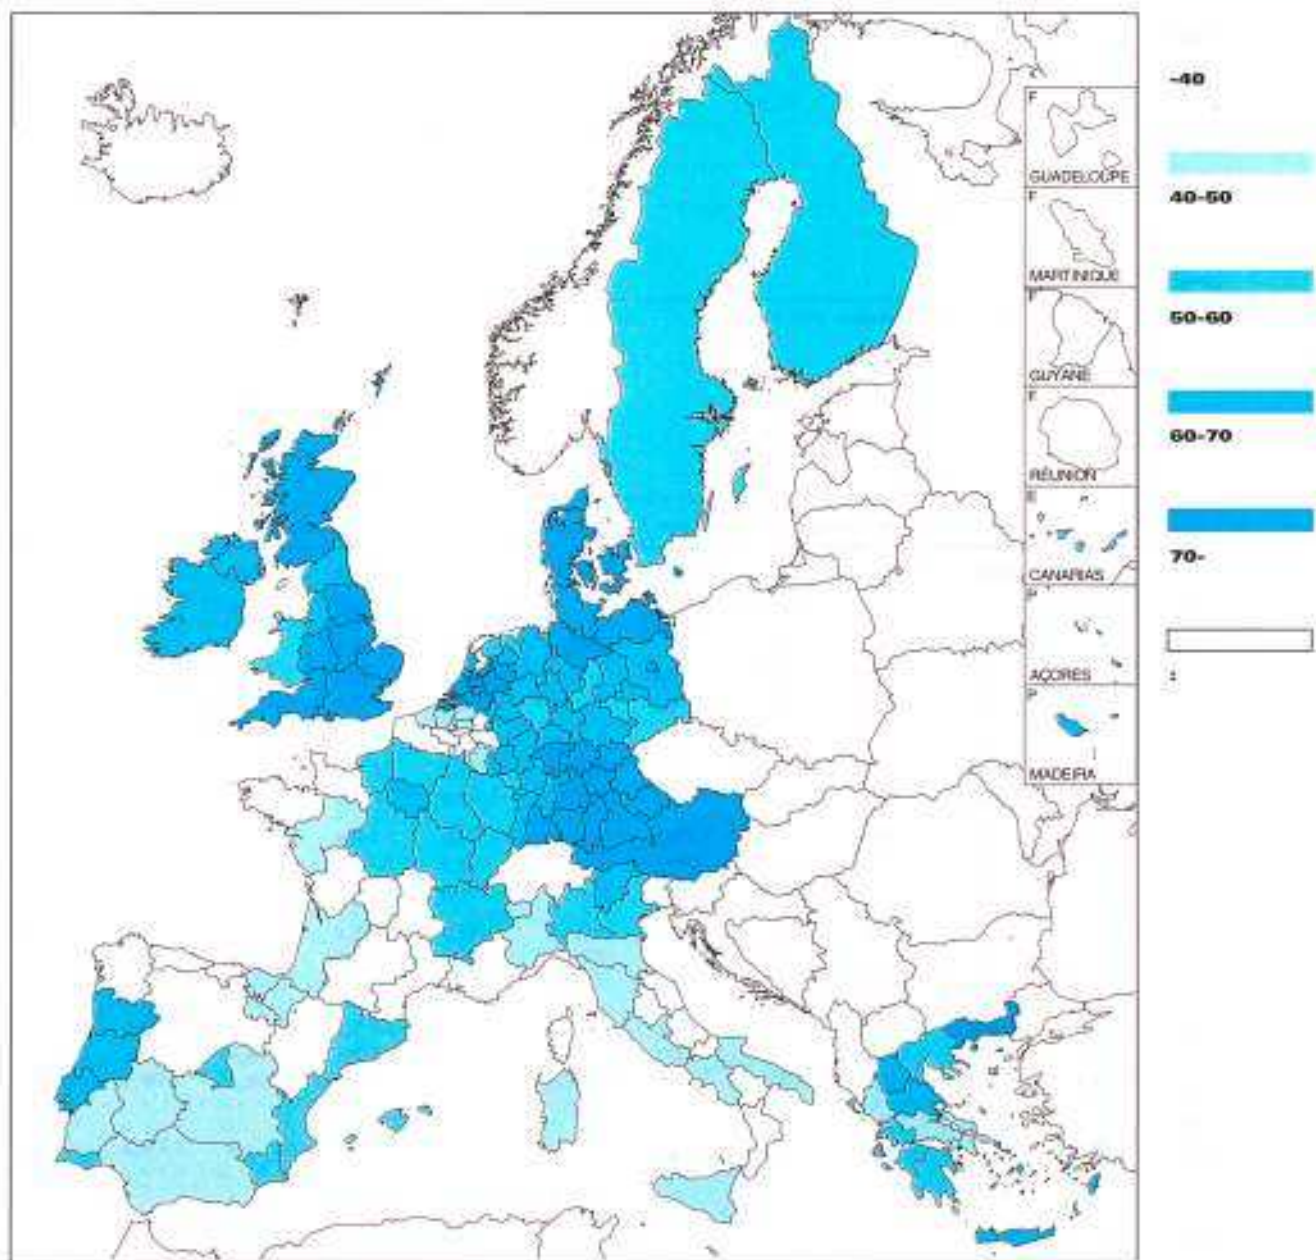 -40
40-50
50-60
60-70
70-
:
F
GUADELOUPE
F
MARTINIQUE
F
GUYANE
F
RÉUNION
E
CANARIAS
P
AÇORES
P
MADEIRA